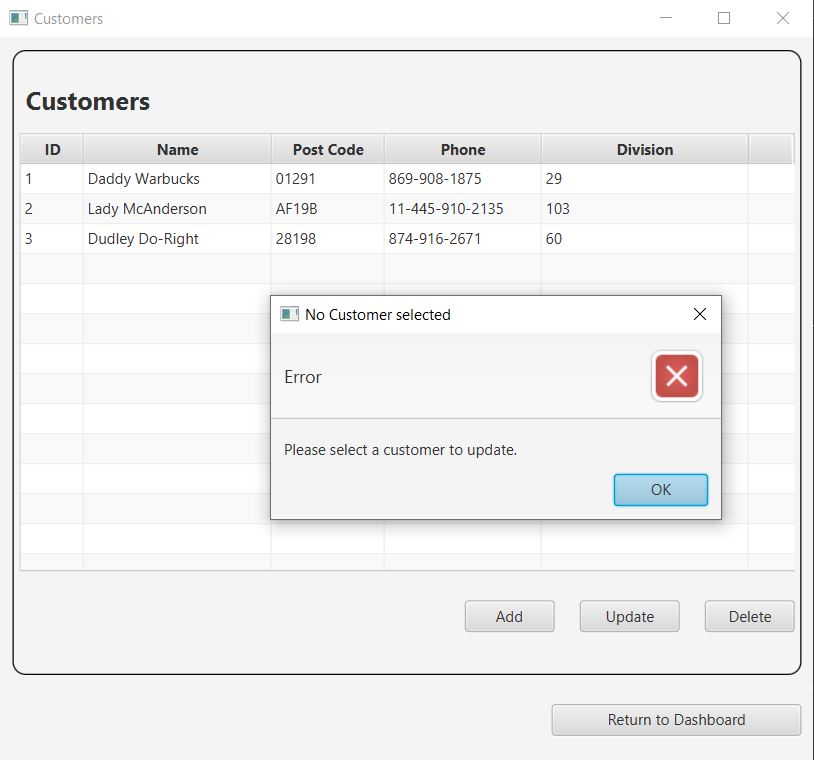 Customers
Customers
ID Name Post Code Phone Division
1 Daddy Warbucks 01291 869-908-1875 29
2 Lady McAnderson AF19B 11-445-910-2135 103
3 Dudley Do-Right 28198 874-916-2671 60
No Customer selected
Error
Please select a customer to update.
OK
Add Update Delete
Return to Dashboard